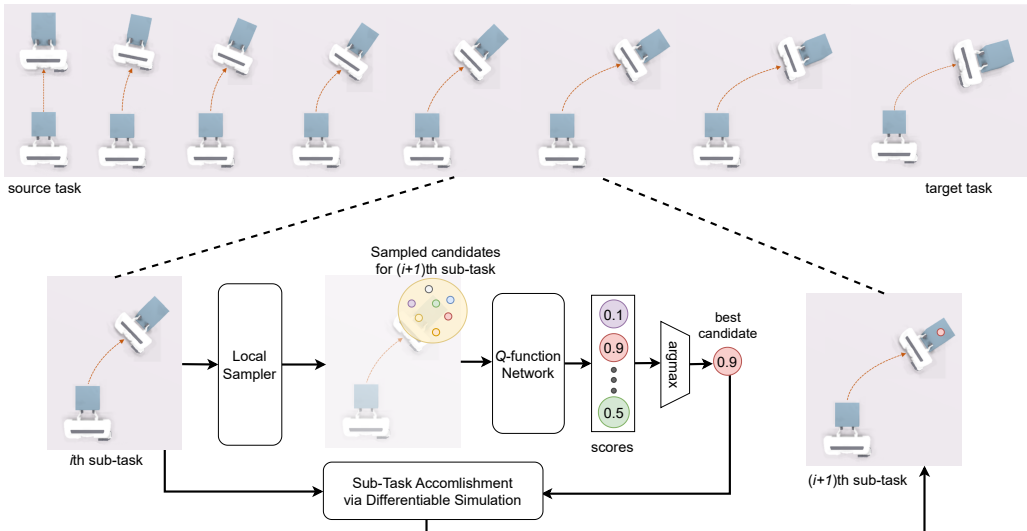 source task
target task
Sampled candidates
for (i+1)th sub-task
best
candidate
Local
Sampler
Q-function
Network
0.1
0.9
0.5
argmax
0.9
scores
ith sub-task
(i+1)th sub-task
Sub-Task Accomlishment
via Differentiable Simulation